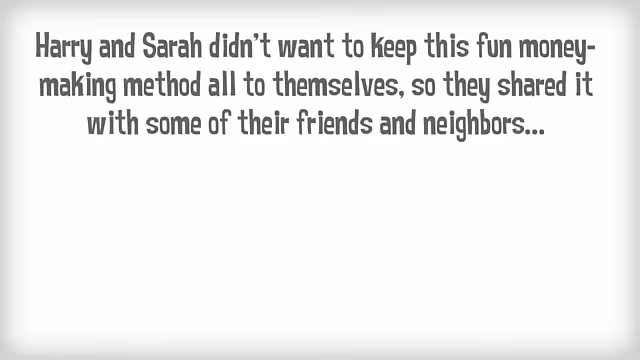 Harry and Sarah didn't want to keep this fun money-
making method all to themselves, so they shared it
with some of their friends and neighbors...